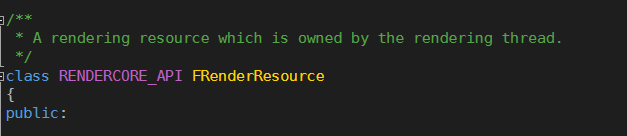 /**
 * A rendering resource which is owned by the rendering thread.
 */
class RENDERCORE_API FRenderResource
{
public: